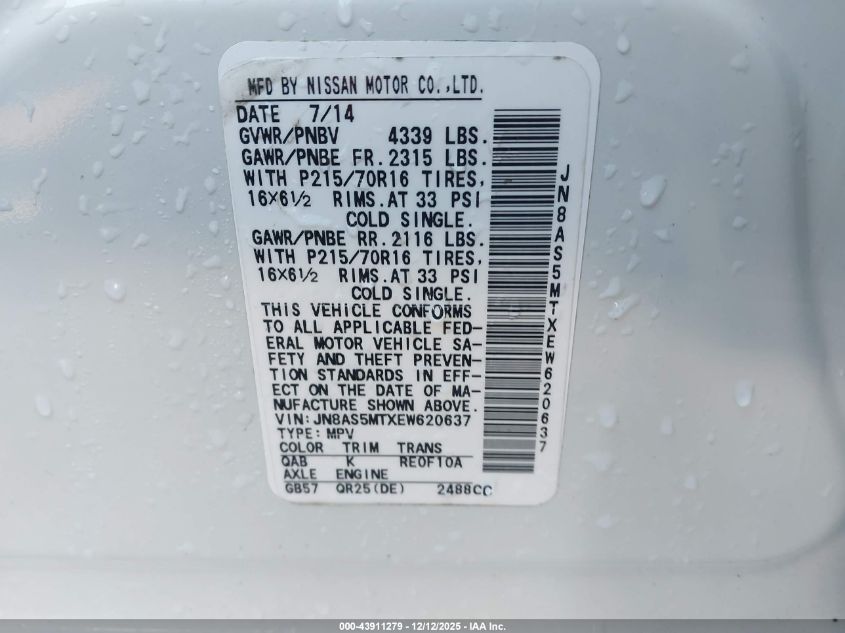 MFD BY NISSAN MOTOR CO.,LTD.
DATE 7/14
GVWR/PNBV 4339 LBS.
GAWR/PNBE FR.2315 LBS.
WITH P215/70R16 TIRES,
16X6½ RIMS.AT 33 PSI
COLD SINGLE.
GAWR/PNBE RR.2116 LBS.
WITH P215/70R16 TIRES,
16X6½ RIMS.AT 33 PSI
COLD SINGLE.
THIS VEHICLE CONFORMS
TO ALL APPLICABLE FED-
ERAL MOTOR VEHICLE SA-
FETY AND THEFT PREVEN-
TION STANDARDS IN EFF-
ECT ON THE DATE OF MA-
NUFACTURE SHOWN ABOVE.
VIN:JN8AS5MTXEW620637
TYPE:MPV
COLOR TRIM TRANS
QAB K RE0F10A
AXLE ENGINE
GB57 QR25(DE) 2488CC
JN8AS5MTXEW620637
000-43911279 - 12/12/2025 - IAA Inc.